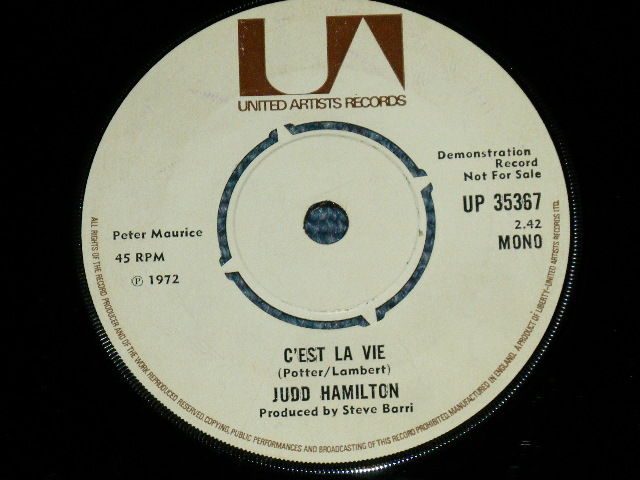 UA
UNITED ARTISTS RECORDS
Demonstration
Record
Not For Sale
UP 35367
2.42
MONO
Peter Maurice
45 RPM
℗ 1972
C'EST LA VIE
(Potter/Lambert)
JUDD HAMILTON
Produced by Steve Barri
ALL RIGHTS OF THE RECORD PRODUCER AND OF THE WORK REPRODUCED RESERVED. COPYING, PUBLIC PERFORMANCES AND BROADCASTING OF THIS RECORD PROHIBITED. MANUFACTURED IN ENGLAND. A PRODUCT OF LIBERTY-UNITED ARTISTS RECORDS LTD.